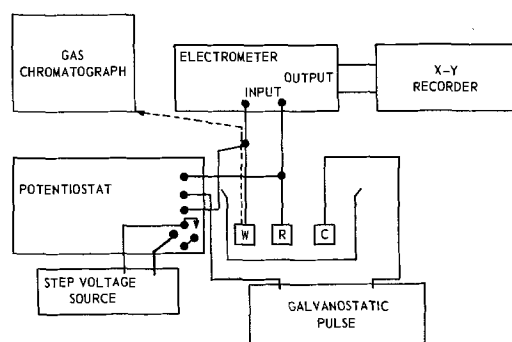 GAS
CHROMATOGRAPH
ELECTROMETER
OUTPUT
INPUT
X-Y
RECORDER
POTENTIOSTAT
W
R
C
STEP VOLTAGE
SOURCE
GALVANOSTATIC
PULSE